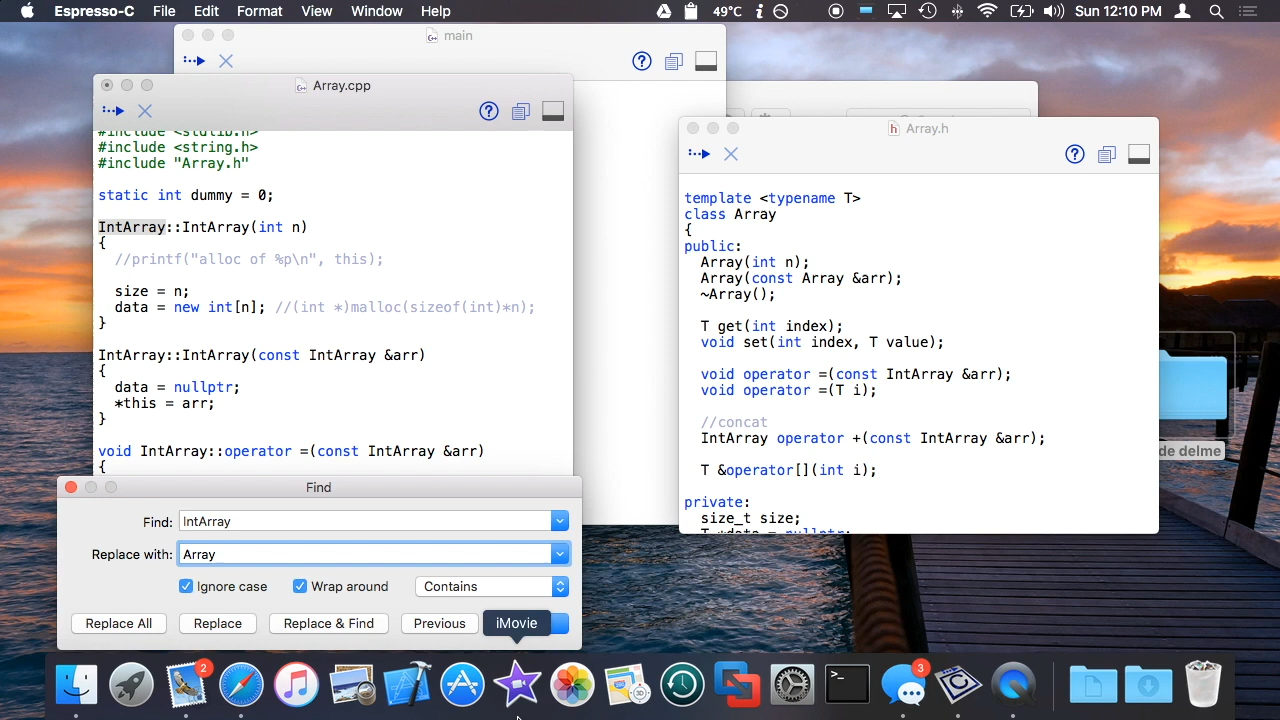 Espresso-C File Edit Format View Window Help 49°C Sun 12:10 PM
main
Array.cpp
#include <stdlib.h>
#include <string.h>
#include "Array.h"
static int dummy = 0;
IntArray::IntArray(int n)
{
//printf("alloc of %p\n", this);
size = n;
data = new int[n]; //(int *)malloc(sizeof(int)*n);
}
IntArray::IntArray(const IntArray &arr)
{
data = nullptr;
*this = arr;
}
void IntArray::operator =(const IntArray &arr)
{
Array.h
template <typename T>
class Array
{
public:
Array(int n);
Array(const Array &arr);
~Array();
T get(int index);
void set(int index, T value);
void operator =(const IntArray &arr);
void operator =(T i);
//concat
IntArray operator +(const IntArray &arr);
T &operator[](int i);
private:
size_t size;
T *data = nullptr;
de delme
Find
Find: IntArray
Replace with: Array
Ignore case Wrap around Contains
Replace All Replace Replace & Find Previous iMovie
2
3
3D
>_